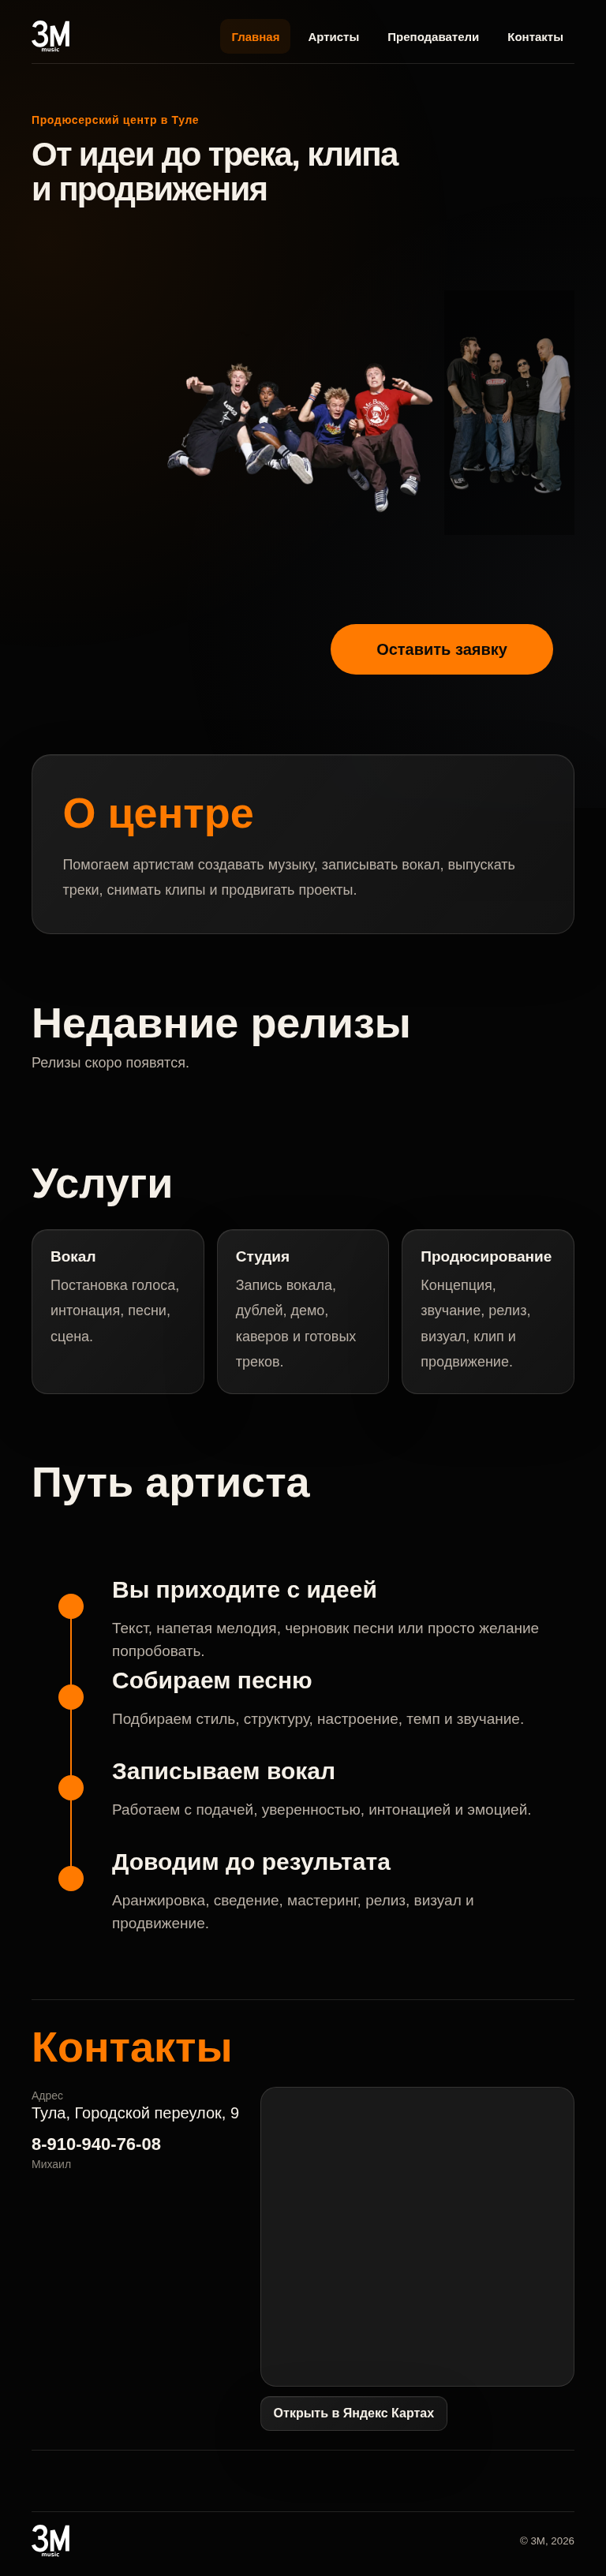 3М
music
Главная
Артисты
Преподаватели
Контакты
Продюсерский центр в Туле
От идеи до трека, клипа
и продвижения
Оставить заявку
О центре
Помогаем артистам создавать музыку, записывать вокал, выпускать
треки, снимать клипы и продвигать проекты.
Недавние релизы
Релизы скоро появятся.
Услуги
Вокал
Постановка голоса,
интонация, песни,
сцена.
Студия
Запись вокала,
дублей, демо,
каверов и готовых
треков.
Продюсирование
Концепция,
звучание, релиз,
визуал, клип и
продвижение.
Путь артиста
Вы приходите с идеей
Текст, напетая мелодия, черновик песни или просто желание
попробовать.
Собираем песню
Подбираем стиль, структуру, настроение, темп и звучание.
Записываем вокал
Работаем с подачей, уверенностью, интонацией и эмоцией.
Доводим до результата
Аранжировка, сведение, мастеринг, релиз, визуал и
продвижение.
Контакты
Адрес
Тула, Городской переулок, 9
8-910-940-76-08
Михаил
Открыть в Яндекс Картах
3М
music
© 3М, 2026